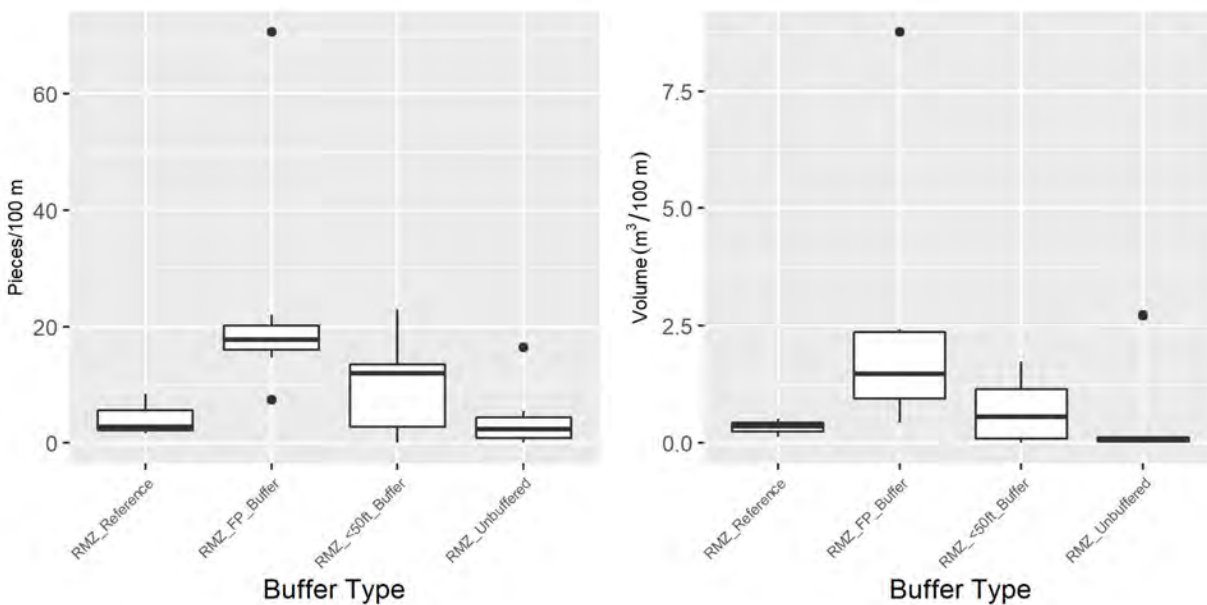 Pieces/100 m
60
40
20
0
RMZ_Reference
RMZ_FP_Buffer
RMZ_<50ft_Buffer
RMZ_Unbuffered
Buffer Type
Volume (m³/100 m)
7.5
5.0
2.5
0.0
RMZ_Reference
RMZ_FP_Buffer
RMZ_<50ft_Buffer
RMZ_Unbuffered
Buffer Type